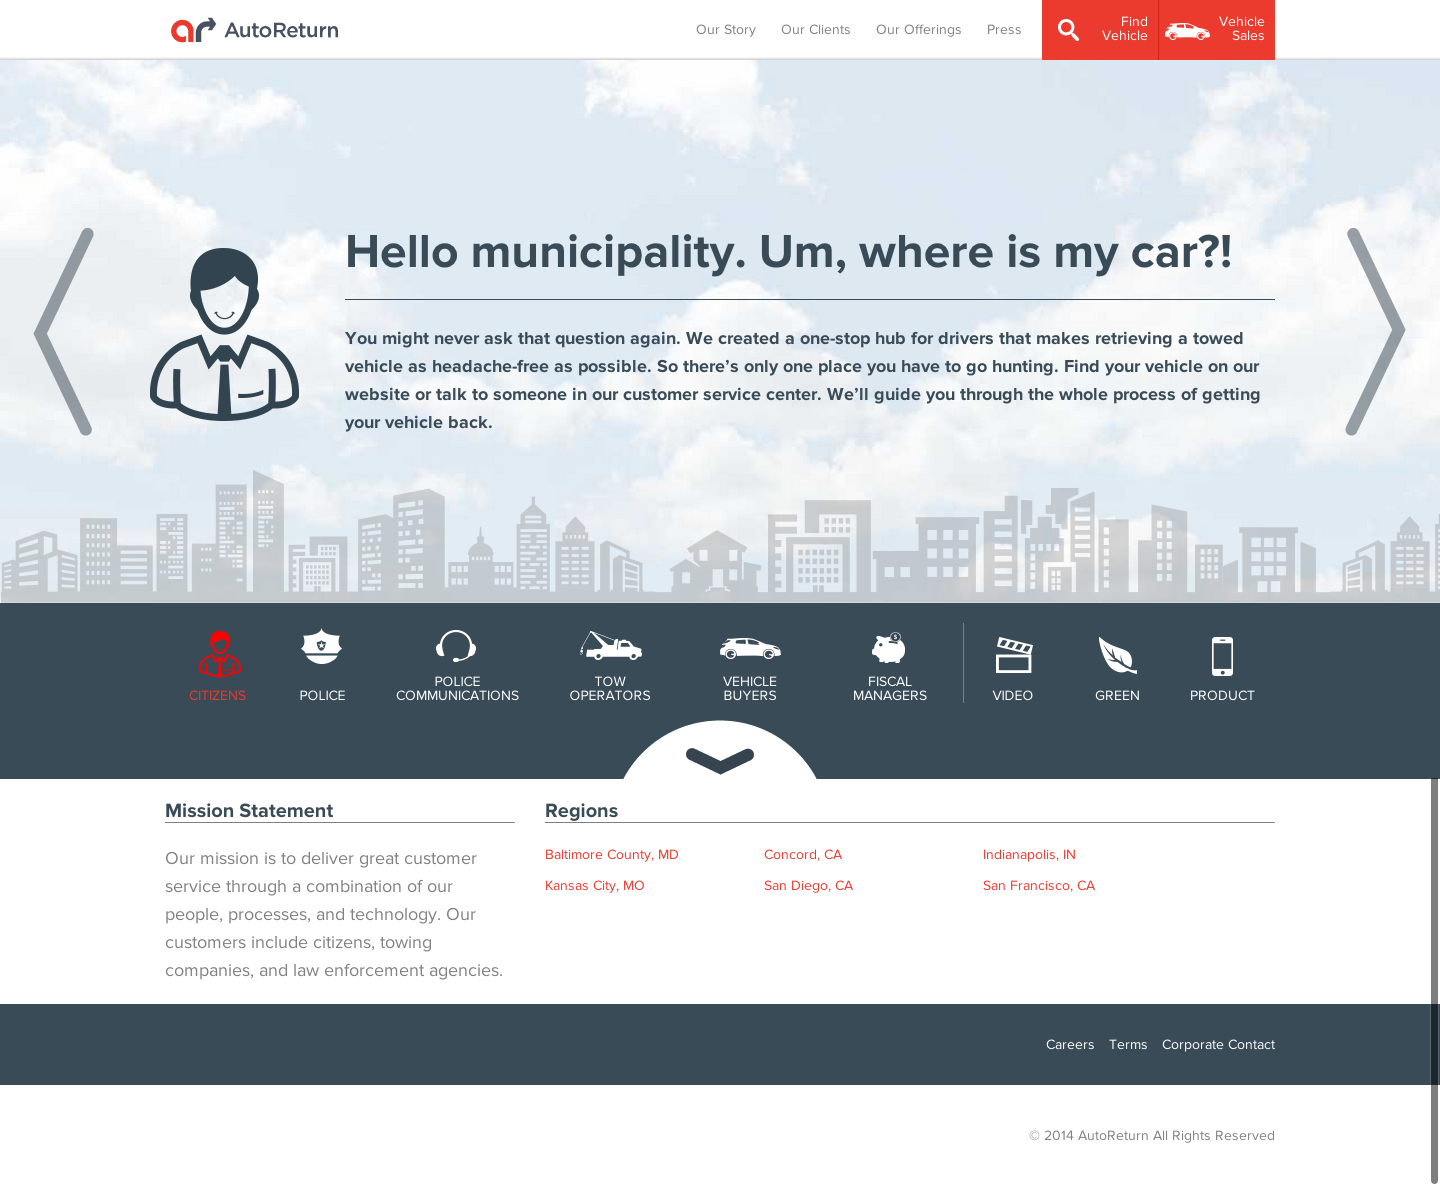 AutoReturn
Our Story
Our Clients
Our Offerings
Press
Find
Vehicle
Vehicle
Sales
Hello municipality. Um, where is my car?!
You might never ask that question again. We created a one-stop hub for drivers that makes retrieving a towed
vehicle as headache-free as possible. So there’s only one place you have to go hunting. Find your vehicle on our
website or talk to someone in our customer service center. We’ll guide you through the whole process of getting
your vehicle back.
CITIZENS
POLICE
POLICE
COMMUNICATIONS
TOW
OPERATORS
VEHICLE
BUYERS
FISCAL
MANAGERS
VIDEO
GREEN
PRODUCT
Mission Statement
Our mission is to deliver great customer
service through a combination of our
people, processes, and technology. Our
customers include citizens, towing
companies, and law enforcement agencies.
Regions
Baltimore County, MD
Concord, CA
Indianapolis, IN
Kansas City, MO
San Diego, CA
San Francisco, CA
Careers
Terms
Corporate Contact
© 2014 AutoReturn All Rights Reserved